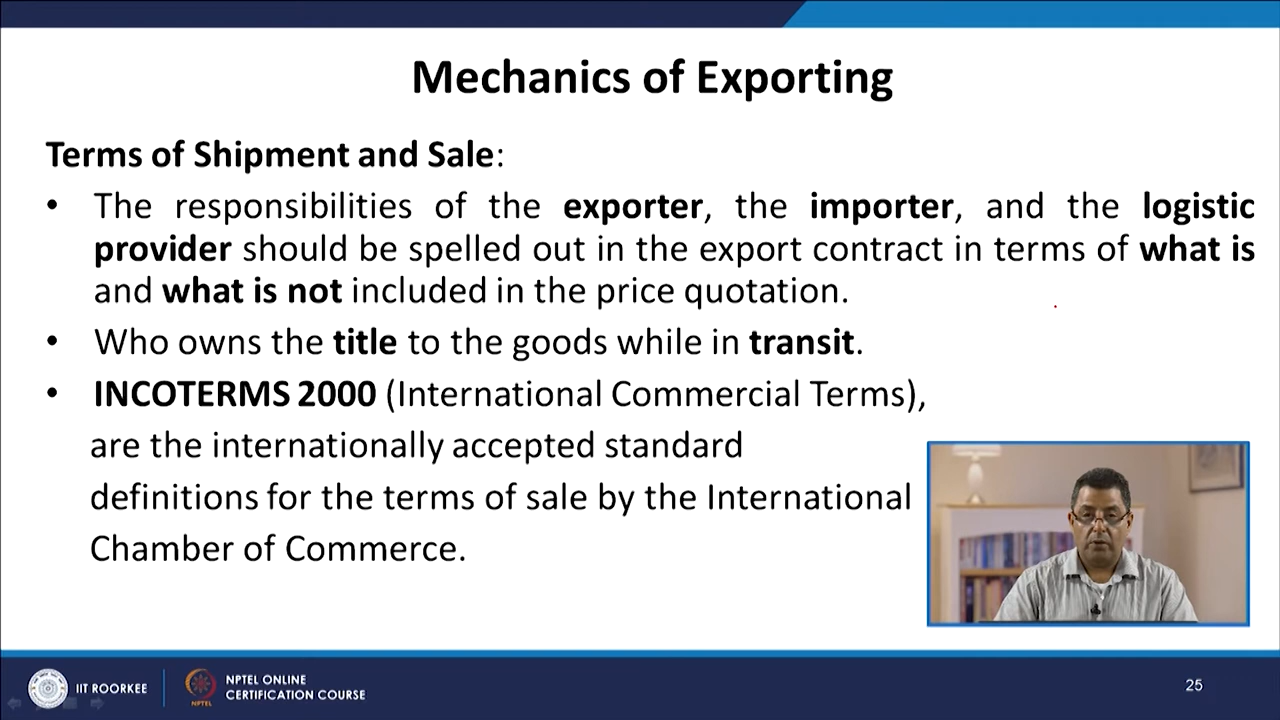 Mechanics of Exporting
Terms of Shipment and Sale:
• The responsibilities of the exporter, the importer, and the logistic
provider should be spelled out in the export contract in terms of what is
and what is not included in the price quotation.
• Who owns the title to the goods while in transit.
• INCOTERMS 2000 (International Commercial Terms),
are the internationally accepted standard
definitions for the terms of sale by the International
Chamber of Commerce.
IIT ROORKEE
NPTEL
NPTEL ONLINE
CERTIFICATION COURSE
25